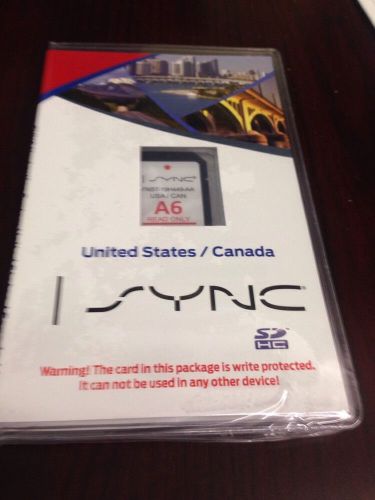 SYNC
USA / CAN
A6
READ ONLY
United States / Canada
SYNC®
SD
HC
Warning! The card in this package is write protected.
It can not be used in any other device!